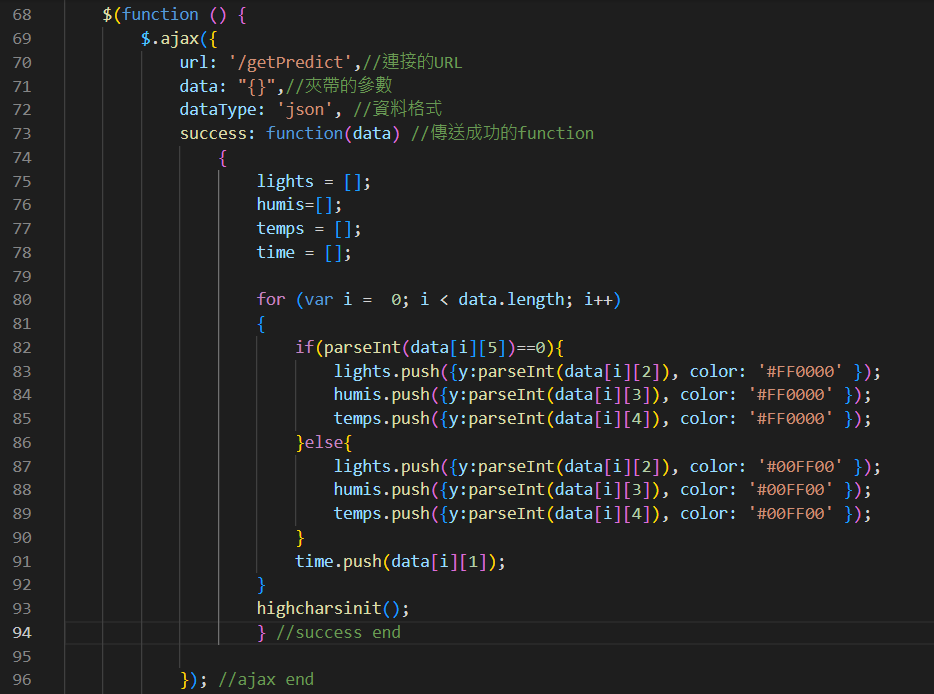 68 $(function () {
69 $.ajax({
70 url: '/getPredict',//連接的URL
71 data: "{}",//夾帶的參數
72 dataType: 'json', //資料格式
73 success: function(data) //傳送成功的function
74 {
75 lights = [];
76 humis=[];
77 temps = [];
78 time = [];
79
80 for (var i =  0; i < data.length; i++)
81 {
82 if(parseInt(data[i][5])==0){
83 lights.push({y:parseInt(data[i][2]), color: '#FF0000' });
84 humis.push({y:parseInt(data[i][3]), color: '#FF0000' });
85 temps.push({y:parseInt(data[i][4]), color: '#FF0000' });
86 }else{
87 lights.push({y:parseInt(data[i][2]), color: '#00FF00' });
88 humis.push({y:parseInt(data[i][3]), color: '#00FF00' });
89 temps.push({y:parseInt(data[i][4]), color: '#00FF00' });
90 }
91 time.push(data[i][1]);
92 }
93 highcharsinit();
94 } //success end
95
96 }); //ajax end